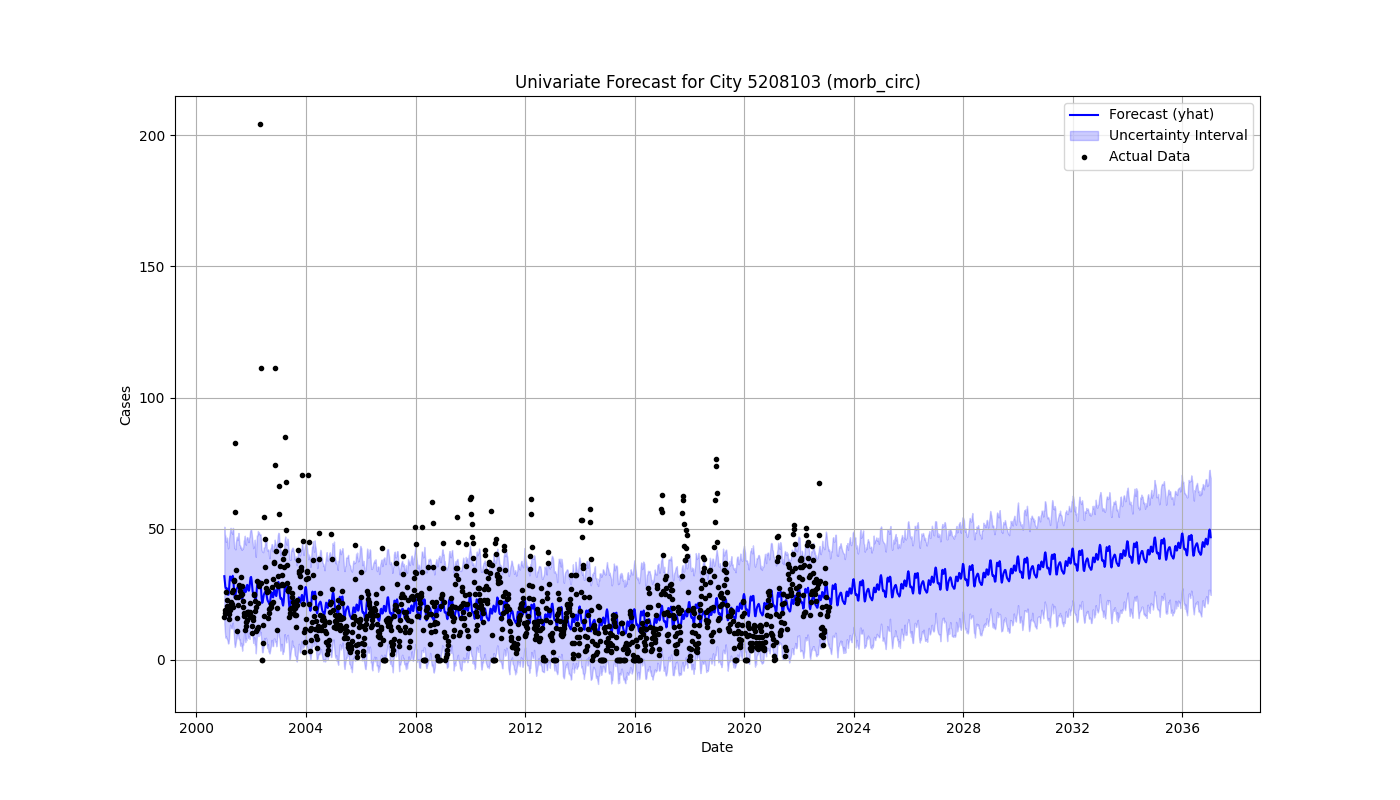 Univariate Forecast for City 5208103 (morb_circ)
Forecast (yhat)
Uncertainty Interval
Actual Data
Cases
200
150
100
50
0
2000 2004 2008 2012 2016 2020 2024 2028 2032 2036
Date